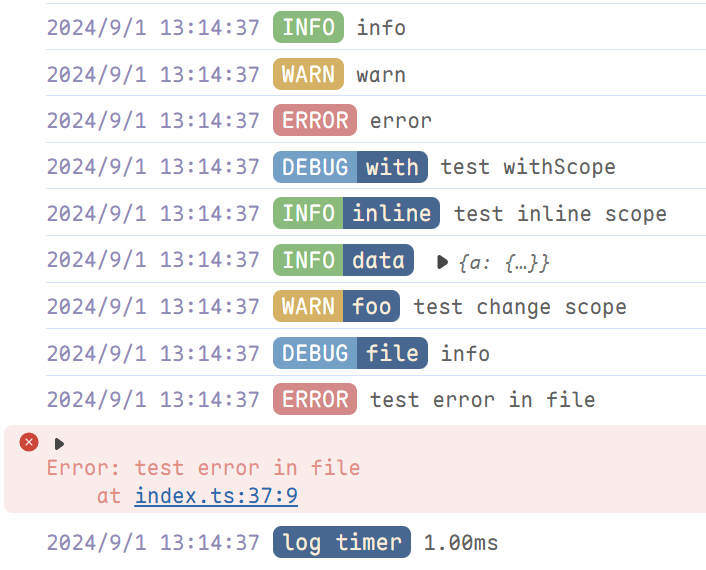 2024/9/1 13:14:37 INFO info
2024/9/1 13:14:37 WARN warn
2024/9/1 13:14:37 ERROR error
2024/9/1 13:14:37 DEBUG with test withScope
2024/9/1 13:14:37 INFO inline test inline scope
2024/9/1 13:14:37 INFO data {a: {…}}
2024/9/1 13:14:37 WARN foo test change scope
2024/9/1 13:14:37 DEBUG file info
2024/9/1 13:14:37 ERROR test error in file
Error: test error in file
at index.ts:37:9
2024/9/1 13:14:37 log timer 1.00ms